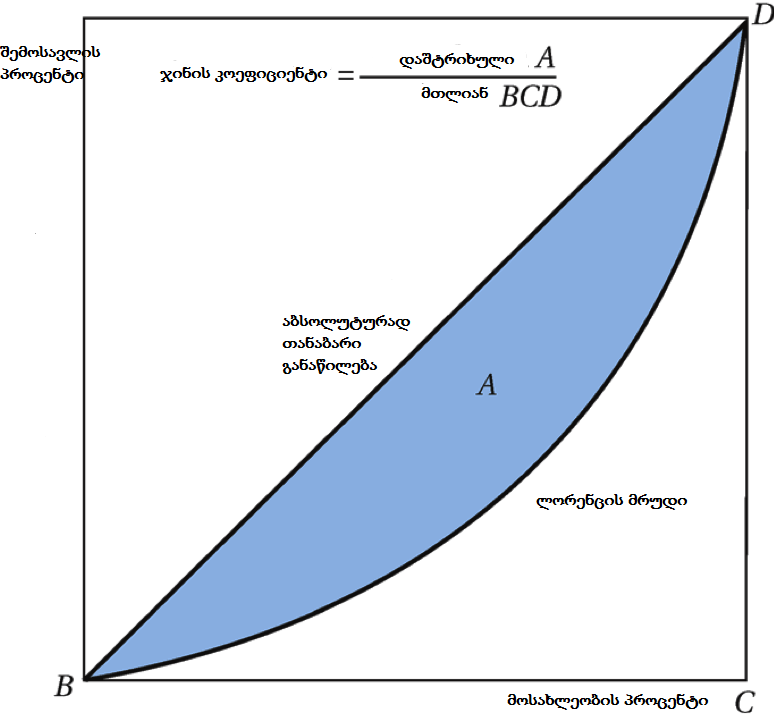 D
შემოსავლის
პროცენტი
ჯინის კოეფიციენტი = დაშტრიხული A
მთლიან BCD
აბსოლუტურად
თანაბარი
განაწილება
A
ლორენცის მრუდი
B
მოსახლეობის პროცენტი
C